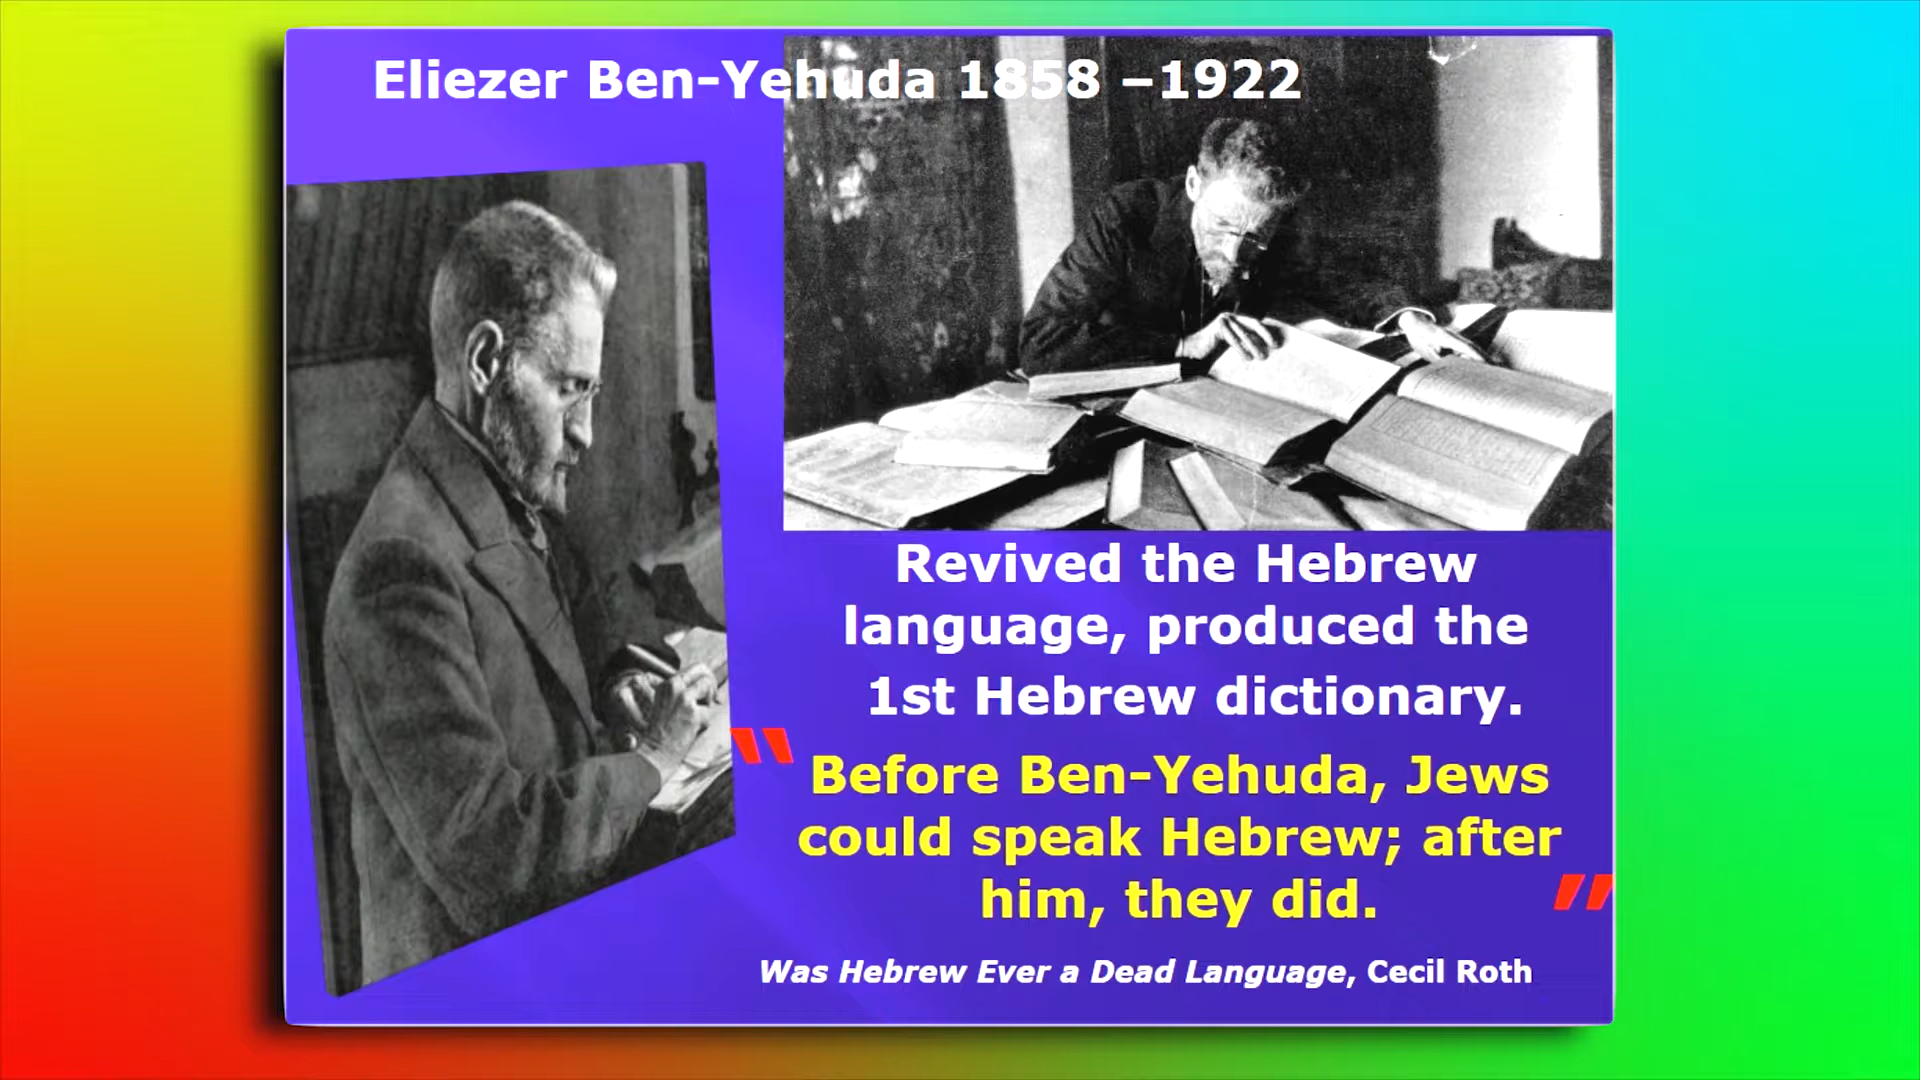 Eliezer Ben-Yehuda 1858 –1922
Revived the Hebrew
language, produced the
1st Hebrew dictionary.
"Before Ben-Yehuda, Jews
could speak Hebrew; after
him, they did."
Was Hebrew Ever a Dead Language, Cecil Roth